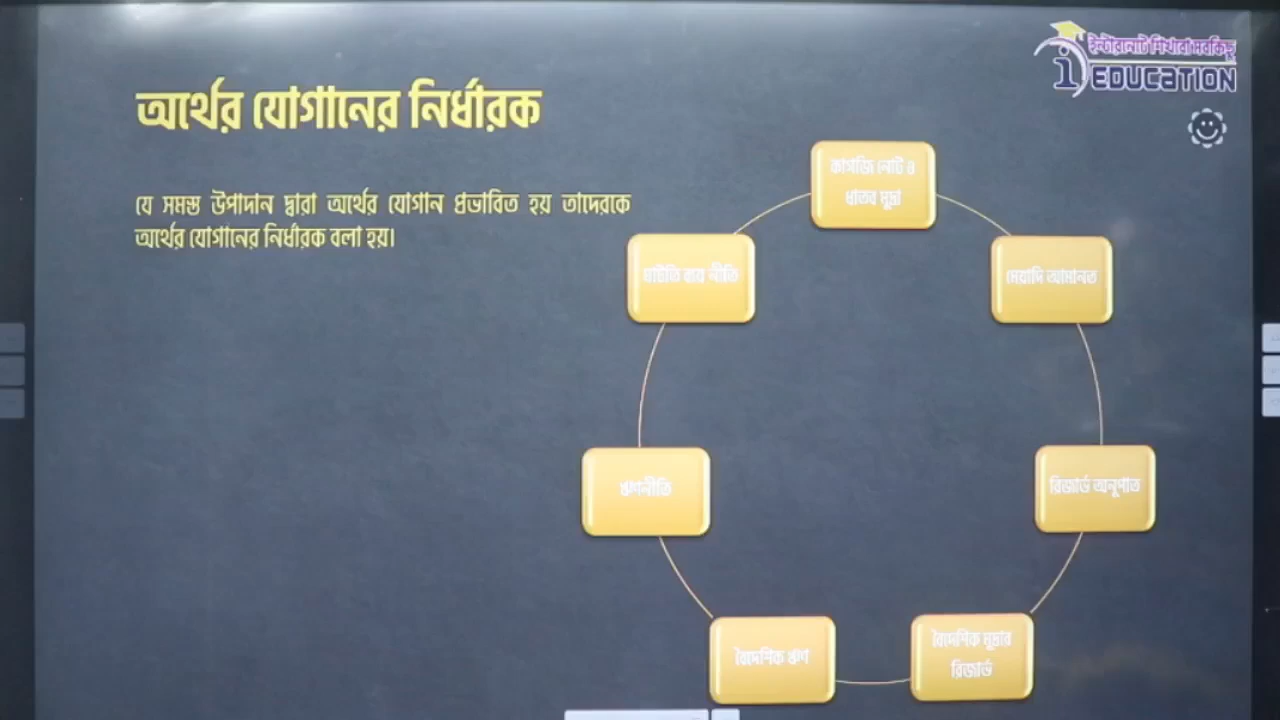 ইন্টারনেট শিখবো সবকিছু
i EDUCATION
অর্থের যোগানের নির্ধারক
যে সমস্ত উপাদান দ্বারা অর্থের যোগান প্রভাবিত হয় তাদেরকে
অর্থের যোগানের নির্ধারক বলা হয়।
কাগজি নোট ও
ধাতব মুদ্রা
মেয়াদি আমানত
রিজার্ভ অনুপাত
বৈদেশিক মুদ্রার
রিজার্ভ
বৈদেশিক ঋণ
ঋণনীতি
ঘাটতি ব্যয় নীতি